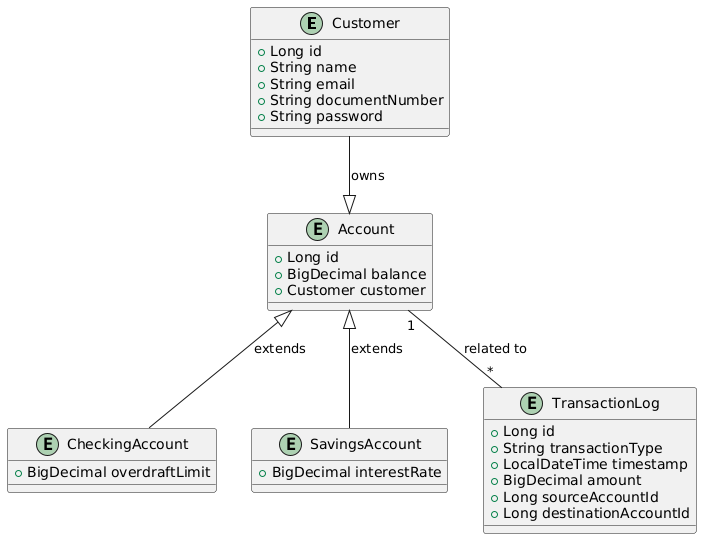 E Customer
Long id
String name
String email
String documentNumber
String password
owns
E Account
Long id
BigDecimal balance
Customer customer
1
extends
extends
related to
*
E CheckingAccount
BigDecimal overdraftLimit
E SavingsAccount
BigDecimal interestRate
E TransactionLog
Long id
String transactionType
LocalDateTime timestamp
BigDecimal amount
Long sourceAccountId
Long destinationAccountId